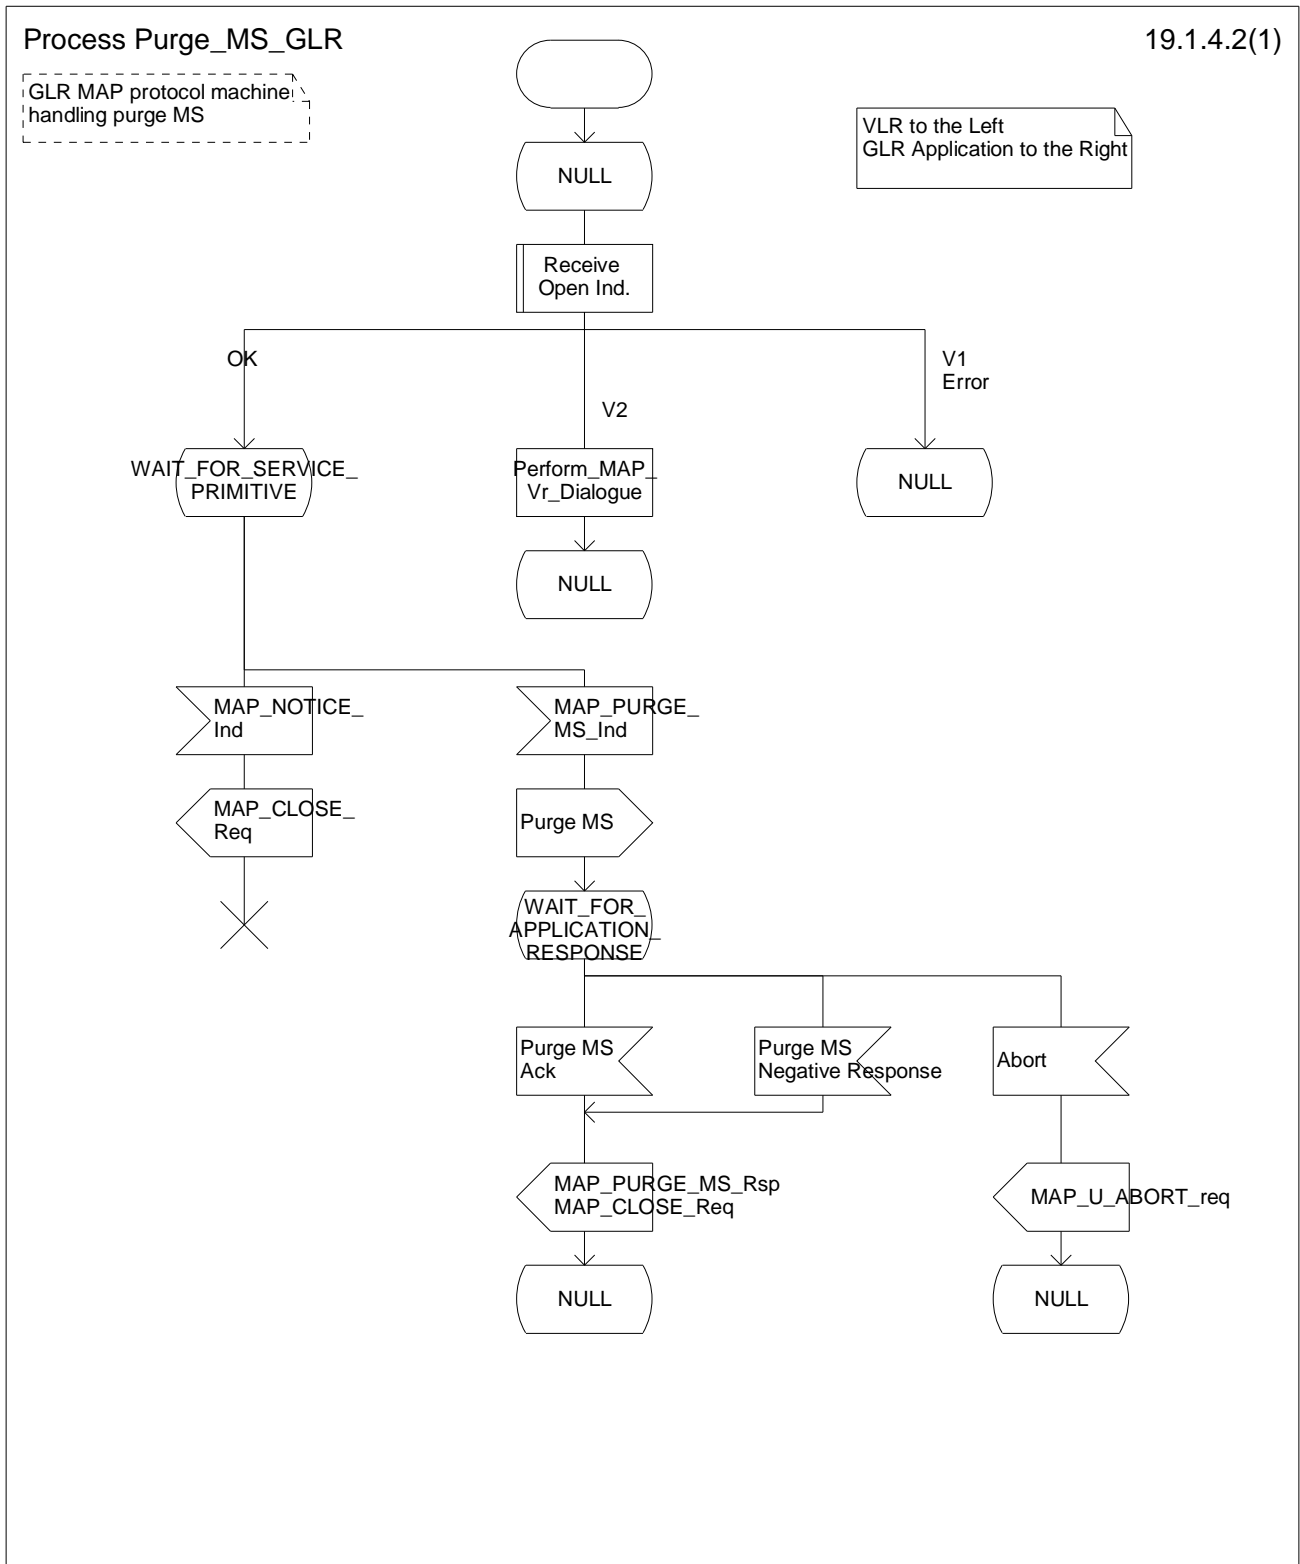 Process Purge_MS_GLR
19.1.4.2(1)
GLR MAP protocol machine
handling purge MS
VLR to the Left
GLR Application to the Right
NULL
Receive
Open Ind.
OK
V1
Error
V2
WAIT_FOR_SERVICE_
PRIMITIVE
Perform_MAP_
Vr_Dialogue
NULL
NULL
MAP_NOTICE_
Ind
MAP_PURGE_
MS_Ind
MAP_CLOSE_
Req
Purge MS
WAIT_FOR_
APPLICATION_
RESPONSE
Purge MS
Ack
Purge MS
Negative Response
Abort
MAP_PURGE_MS_Rsp
MAP_CLOSE_Req
MAP_U_ABORT_req
NULL
NULL